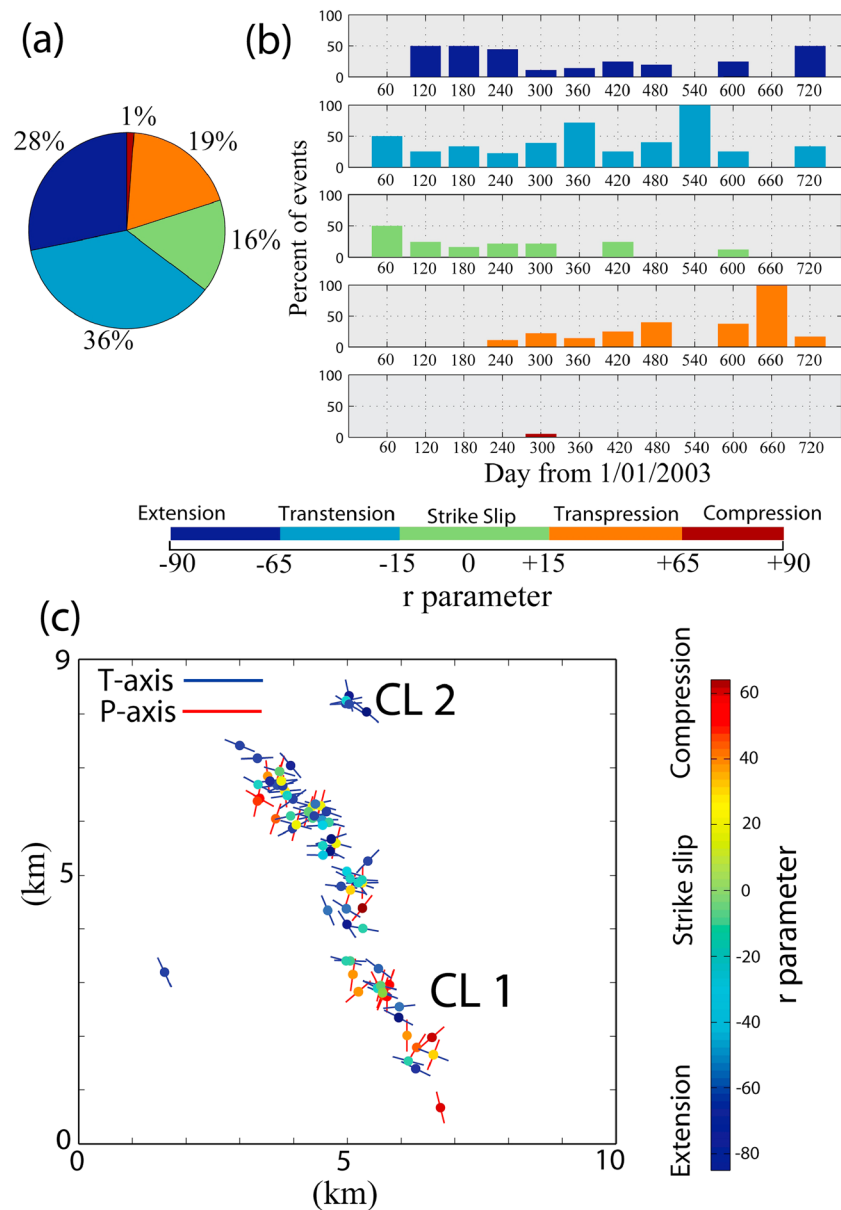 (a)
1%
28%
19%
16%
36%
(b)
Percent of events
100
50
0
60 120 180 240 300 360 420 480 540 600 660 720
100
50
0
60 120 180 240 300 360 420 480 540 600 660 720
100
50
0
60 120 180 240 300 360 420 480 540 600 660 720
100
50
0
60 120 180 240 300 360 420 480 540 600 660 720
100
50
0
60 120 180 240 300 360 420 480 540 600 660 720
Day from 1/01/2003
Extension Transtension Strike Slip Transpression Compression
-90 -65 -15 0 +15 +65 +90
r parameter
(c)
9
T-axis
P-axis
CL 2
5
(km)
CL 1
0
5
10
(km)
Compression
Strike slip
Extension
60
40
20
0
-20
-40
-60
-80
r parameter